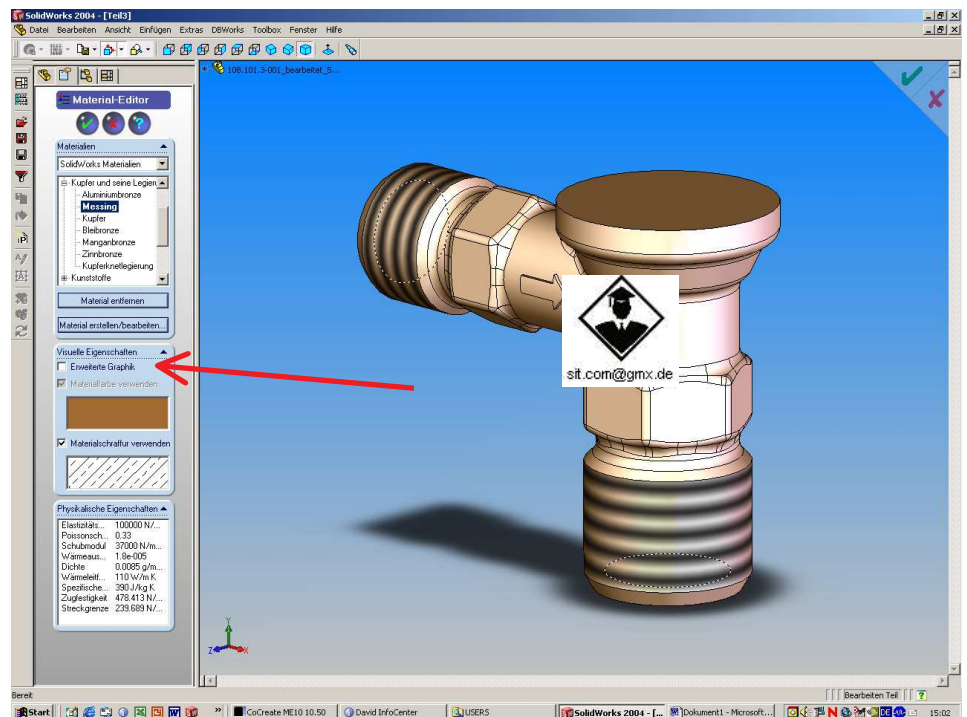 SolidWorks 2004 - [Teil3]
Datei Bearbeiten Ansicht Einfügen Extras DBWorks Toolbox Fenster Hilfe
108.101.3-001_bearbeitet_5...
Material-Editor
Materialien
SolidWorks Materialien
Kupfer und seine Legier
Aluminiumbronze
Messing
Kupfer
Bleibronze
Manganbronze
Zinnbronze
Kupferknetlegierung
Kunststoffe
Material entfernen
Material erstellen/bearbeiten...
Visuelle Eigenschaften
Erweiterte Graphik
Materialfarbe verwenden
Materialschraffur verwenden
Physikalische Eigenschaften
Elastizitäts... 100000 N/...
Poissonsch... 0.33
Schubmodul 37000 N/m...
Wärmeaus... 1.8e-005
Dichte 0.0085 g/m...
Wärmeleitf... 110 W/m K
Spezifische... 390 J/kg K
Zugfestigkeit 478.413 N/...
Streckgrenze 239.689 N/...
sit.com@gmx.de
Y
Z X
Bereit
Bearbeiten Teil
Start » CoCreate ME10 10.50 David InfoCenter USERS SolidWorks 2004 - [... Dokument1 - Microsoft... DE 15:02